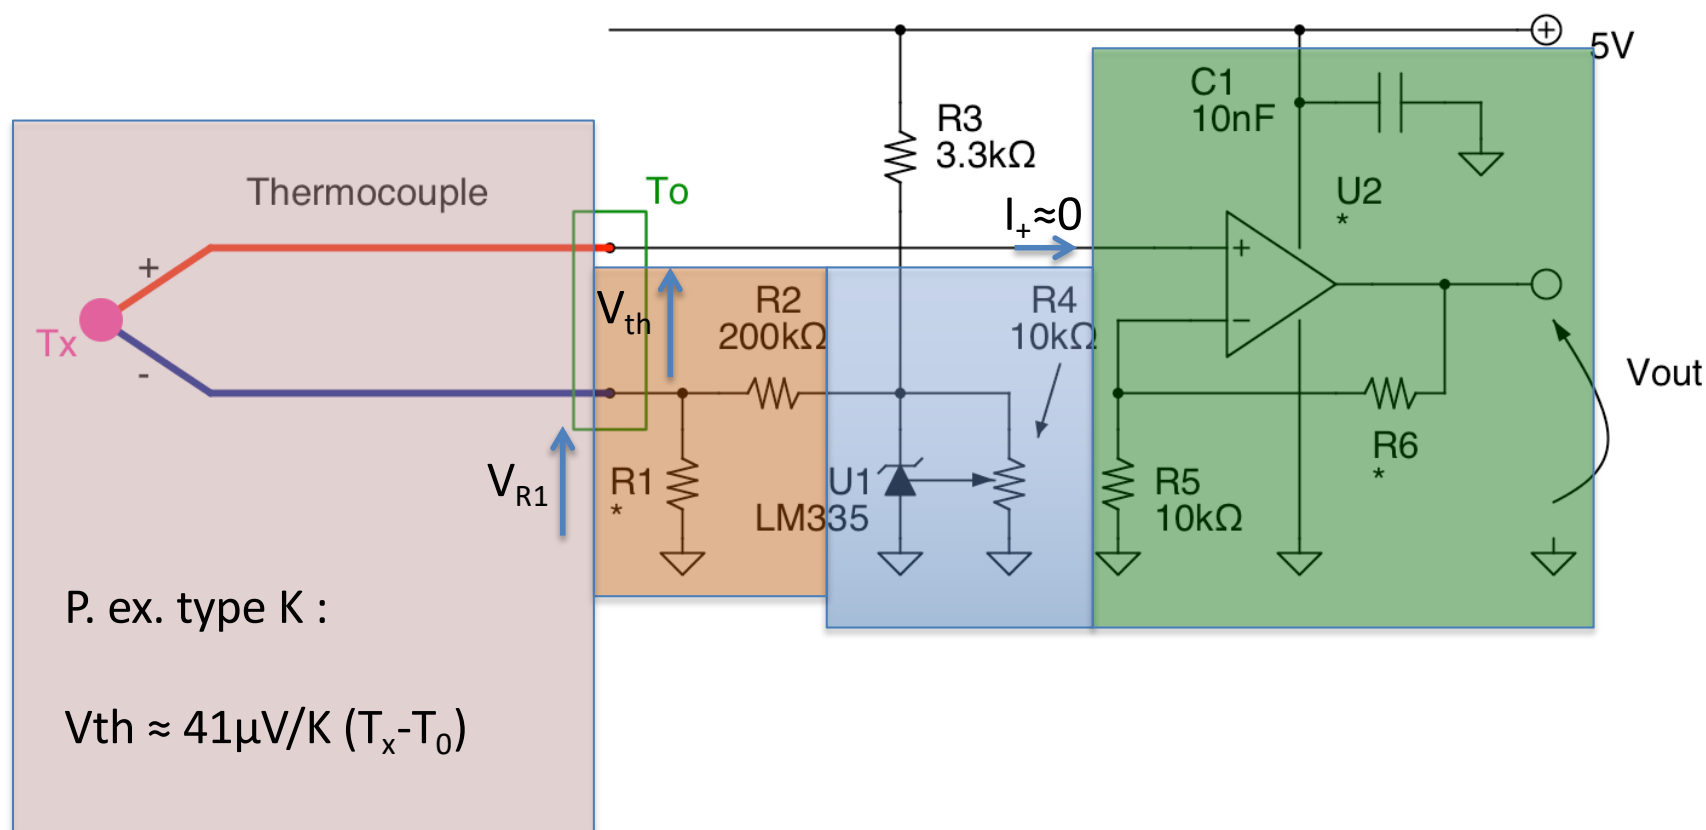 5V
C1
10nF
R3
3.3kΩ
Thermocouple
To
U2
*
I+≈0
+
+
Vth
R2
200kΩ
R4
10kΩ
Tx
-
−
Vout
VR1
R1
*
U1
LM335
R5
10kΩ
R6
*
P. ex. type K :
Vth ≈ 41μV/K (Tx-T0)